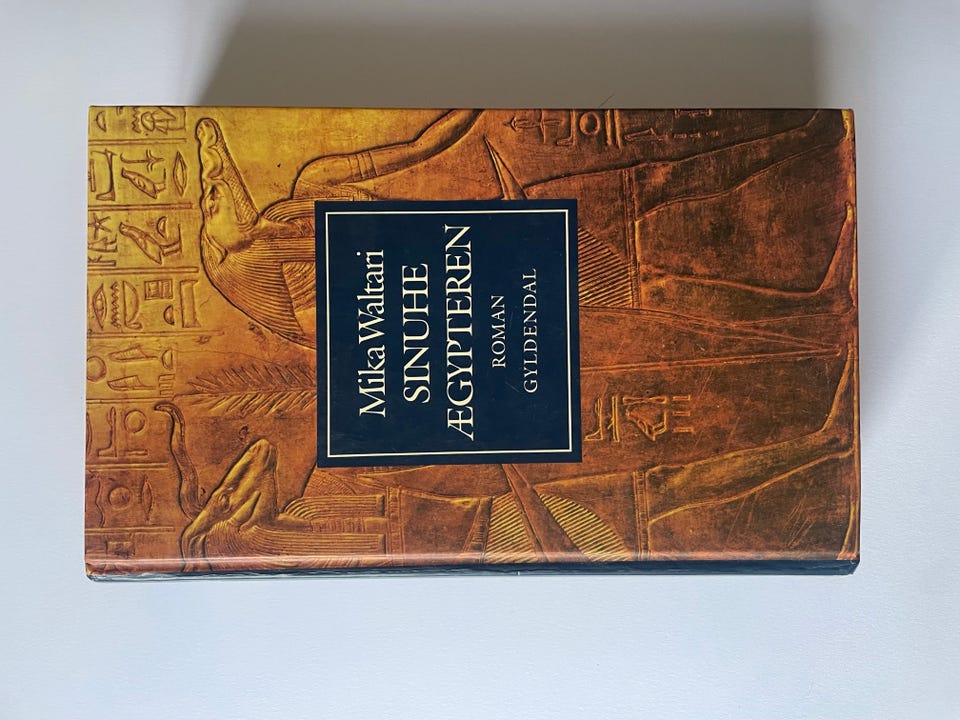 Mika Waltari
SINUHE
ÆGYPTEREN
ROMAN
GYLDENDAL